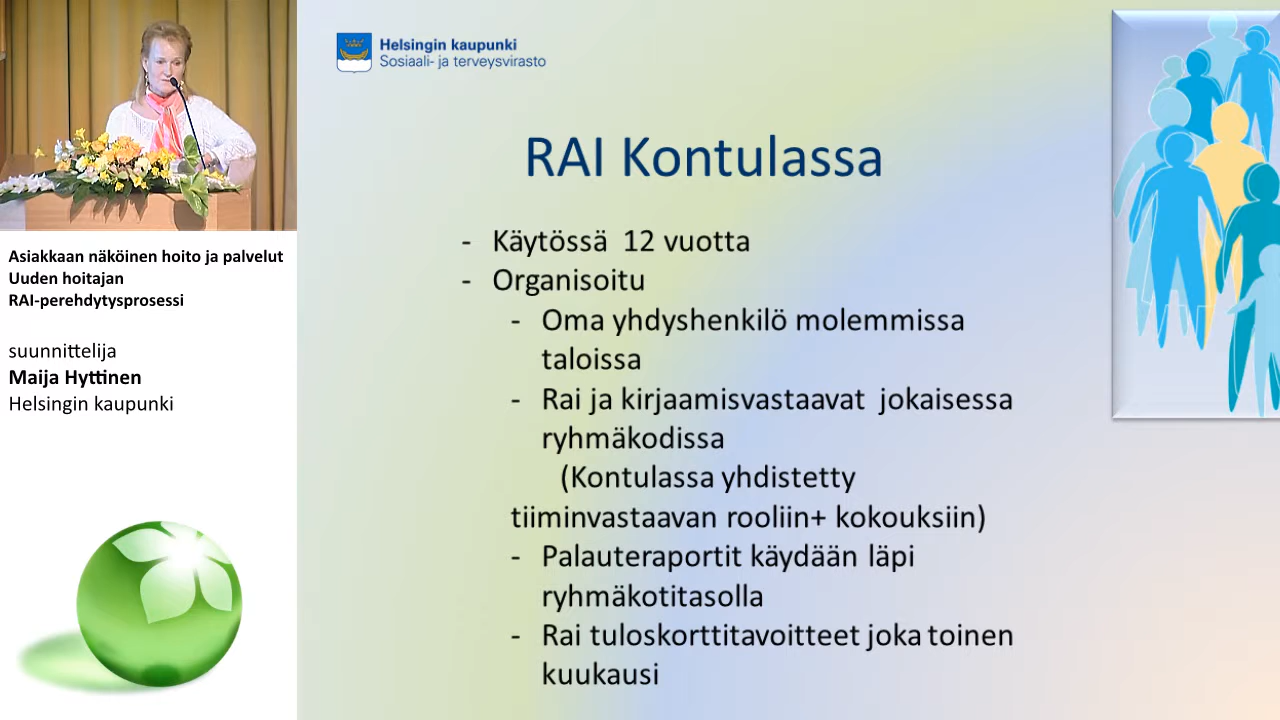 Helsingin kaupunki
Sosiaali- ja terveysvirasto
RAI Kontulassa
- Käytössä 12 vuotta
- Organisoitu
- Oma yhdyshenkilö molemmissa
taloissa
- Rai ja kirjaamisvastaavat jokaisessa
ryhmäkodissa
(Kontulassa yhdistetty
tiiminvastaavan rooliin+ kokouksiin)
- Palauteraportit käydään läpi
ryhmäkotitasolla
- Rai tuloskorttitavoitteet joka toinen
kuukausi
Asiakkaan näköinen hoito ja palvelut
Uuden hoitajan
RAI-perehdytysprosessi
suunnittelija
Maija Hyttinen
Helsingin kaupunki